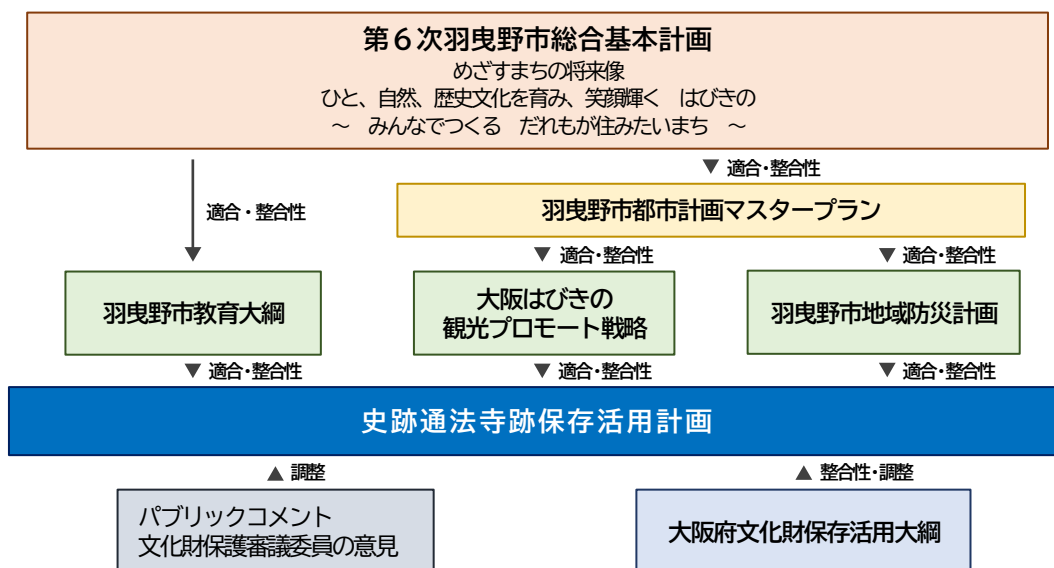 第６次羽曳野市総合基本計画
めざすまちの将来像
ひと、自然、歴史文化を育み、笑顔輝く　はびきの
～　みんなでつくる　だれもが住みたいまち　～
▼ 適合・整合性
適合・整合性
羽曳野市都市計画マスタープラン
▼ 適合・整合性
▼ 適合・整合性
羽曳野市教育大綱
大阪はびきの
観光プロモート戦略
羽曳野市地域防災計画
▼ 適合・整合性
▼ 適合・整合性
▼ 適合・整合性
史跡通法寺跡保存活用計画
▲ 調整
▲ 整合性・調整
パブリックコメント
文化財保護審議委員の意見
大阪府文化財保存活用大綱